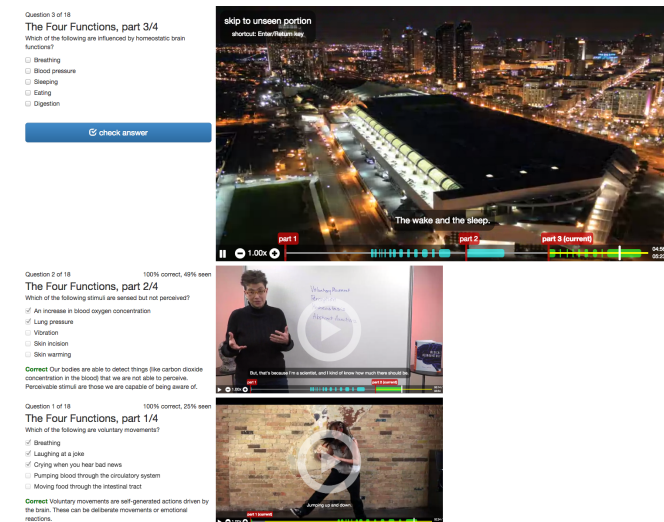 Question 3 of 18
The Four Functions, part 3/4
Which of the following are influenced by homeostatic brain
functions?
Breathing
Blood pressure
Sleeping
Eating
Digestion
check answer
skip to unseen portion
shortcut: Enter/Return key
The wake and the sleep.
part 1
part 2
part 3 (current)
1.00x
04:56
05:23
Question 2 of 18
100% correct, 49% seen
The Four Functions, part 2/4
Which of the following stimuli are sensed but not perceived?
An increase in blood oxygen concentration
Lung pressure
Vibration
Skin incision
Skin warming
Correct Our bodies are able to detect things (like carbon dioxide
concentration in the blood) that we are not able to perceive.
Perceivable stimuli are those we are capable of being aware of.
Voluntary Movement
But, that's because I'm a scientist, and I kind of know how much there should be.
part 1
part 2 (current)
1.00x
Question 1 of 18
100% correct, 25% seen
The Four Functions, part 1/4
Which of the following are voluntary movements?
Breathing
Laughing at a joke
Crying when you hear bad news
Pumping blood through the circulatory system
Moving food through the intestinal tract
Correct Voluntary movements are self-generated actions driven by
the brain. These can be deliberate movements or emotional
reactions.
Jumping up and down.
part 1 (current)
1.00x